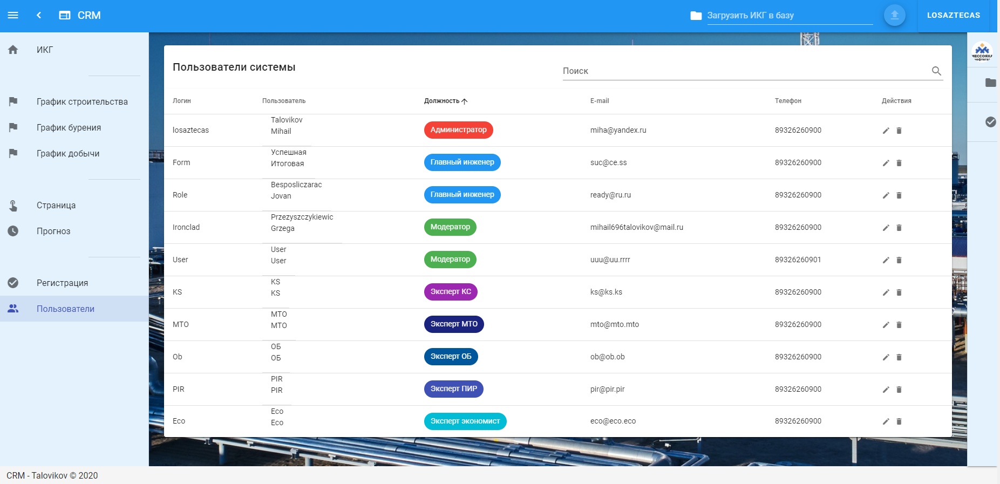 CRM
Загрузить ИКГ в базу
LOSAZTECAS
ИКГ
График строительства
График бурения
График добычи
Страница
Прогноз
Регистрация
Пользователи
МЕССОЯХА
нефтегаз
Пользователи системы
Поиск
Логин Пользователь Должность E-mail Телефон Действия
Talovikov
losaztecas Mihail Администратор miha@yandex.ru 89326260900
Успешная
Form Итоговая Главный инженер suc@ce.ss 89326260900
Besposliczarac
Role Jovan Главный инженер ready@ru.ru 89326260900
Przezyszczykiewic
Ironclad Grzega Модератор mihail696talovikov@mail.ru 89326260900
User
User User Модератор uuu@uu.rrrr 89326260901
KS
KS KS Эксперт КС ks@ks.ks 89326260900
МТО
МТО МТО Эксперт МТО mto@mto.mto 89326260900
ОБ
Ob ОБ Эксперт ОБ ob@ob.ob 89326260900
PIR
PIR PIR Эксперт ПИР pir@pir.pir 89326260900
Eco
Eco Eco Эксперт экономист eco@eco.eco 89326260900
CRM - Talovikov © 2020